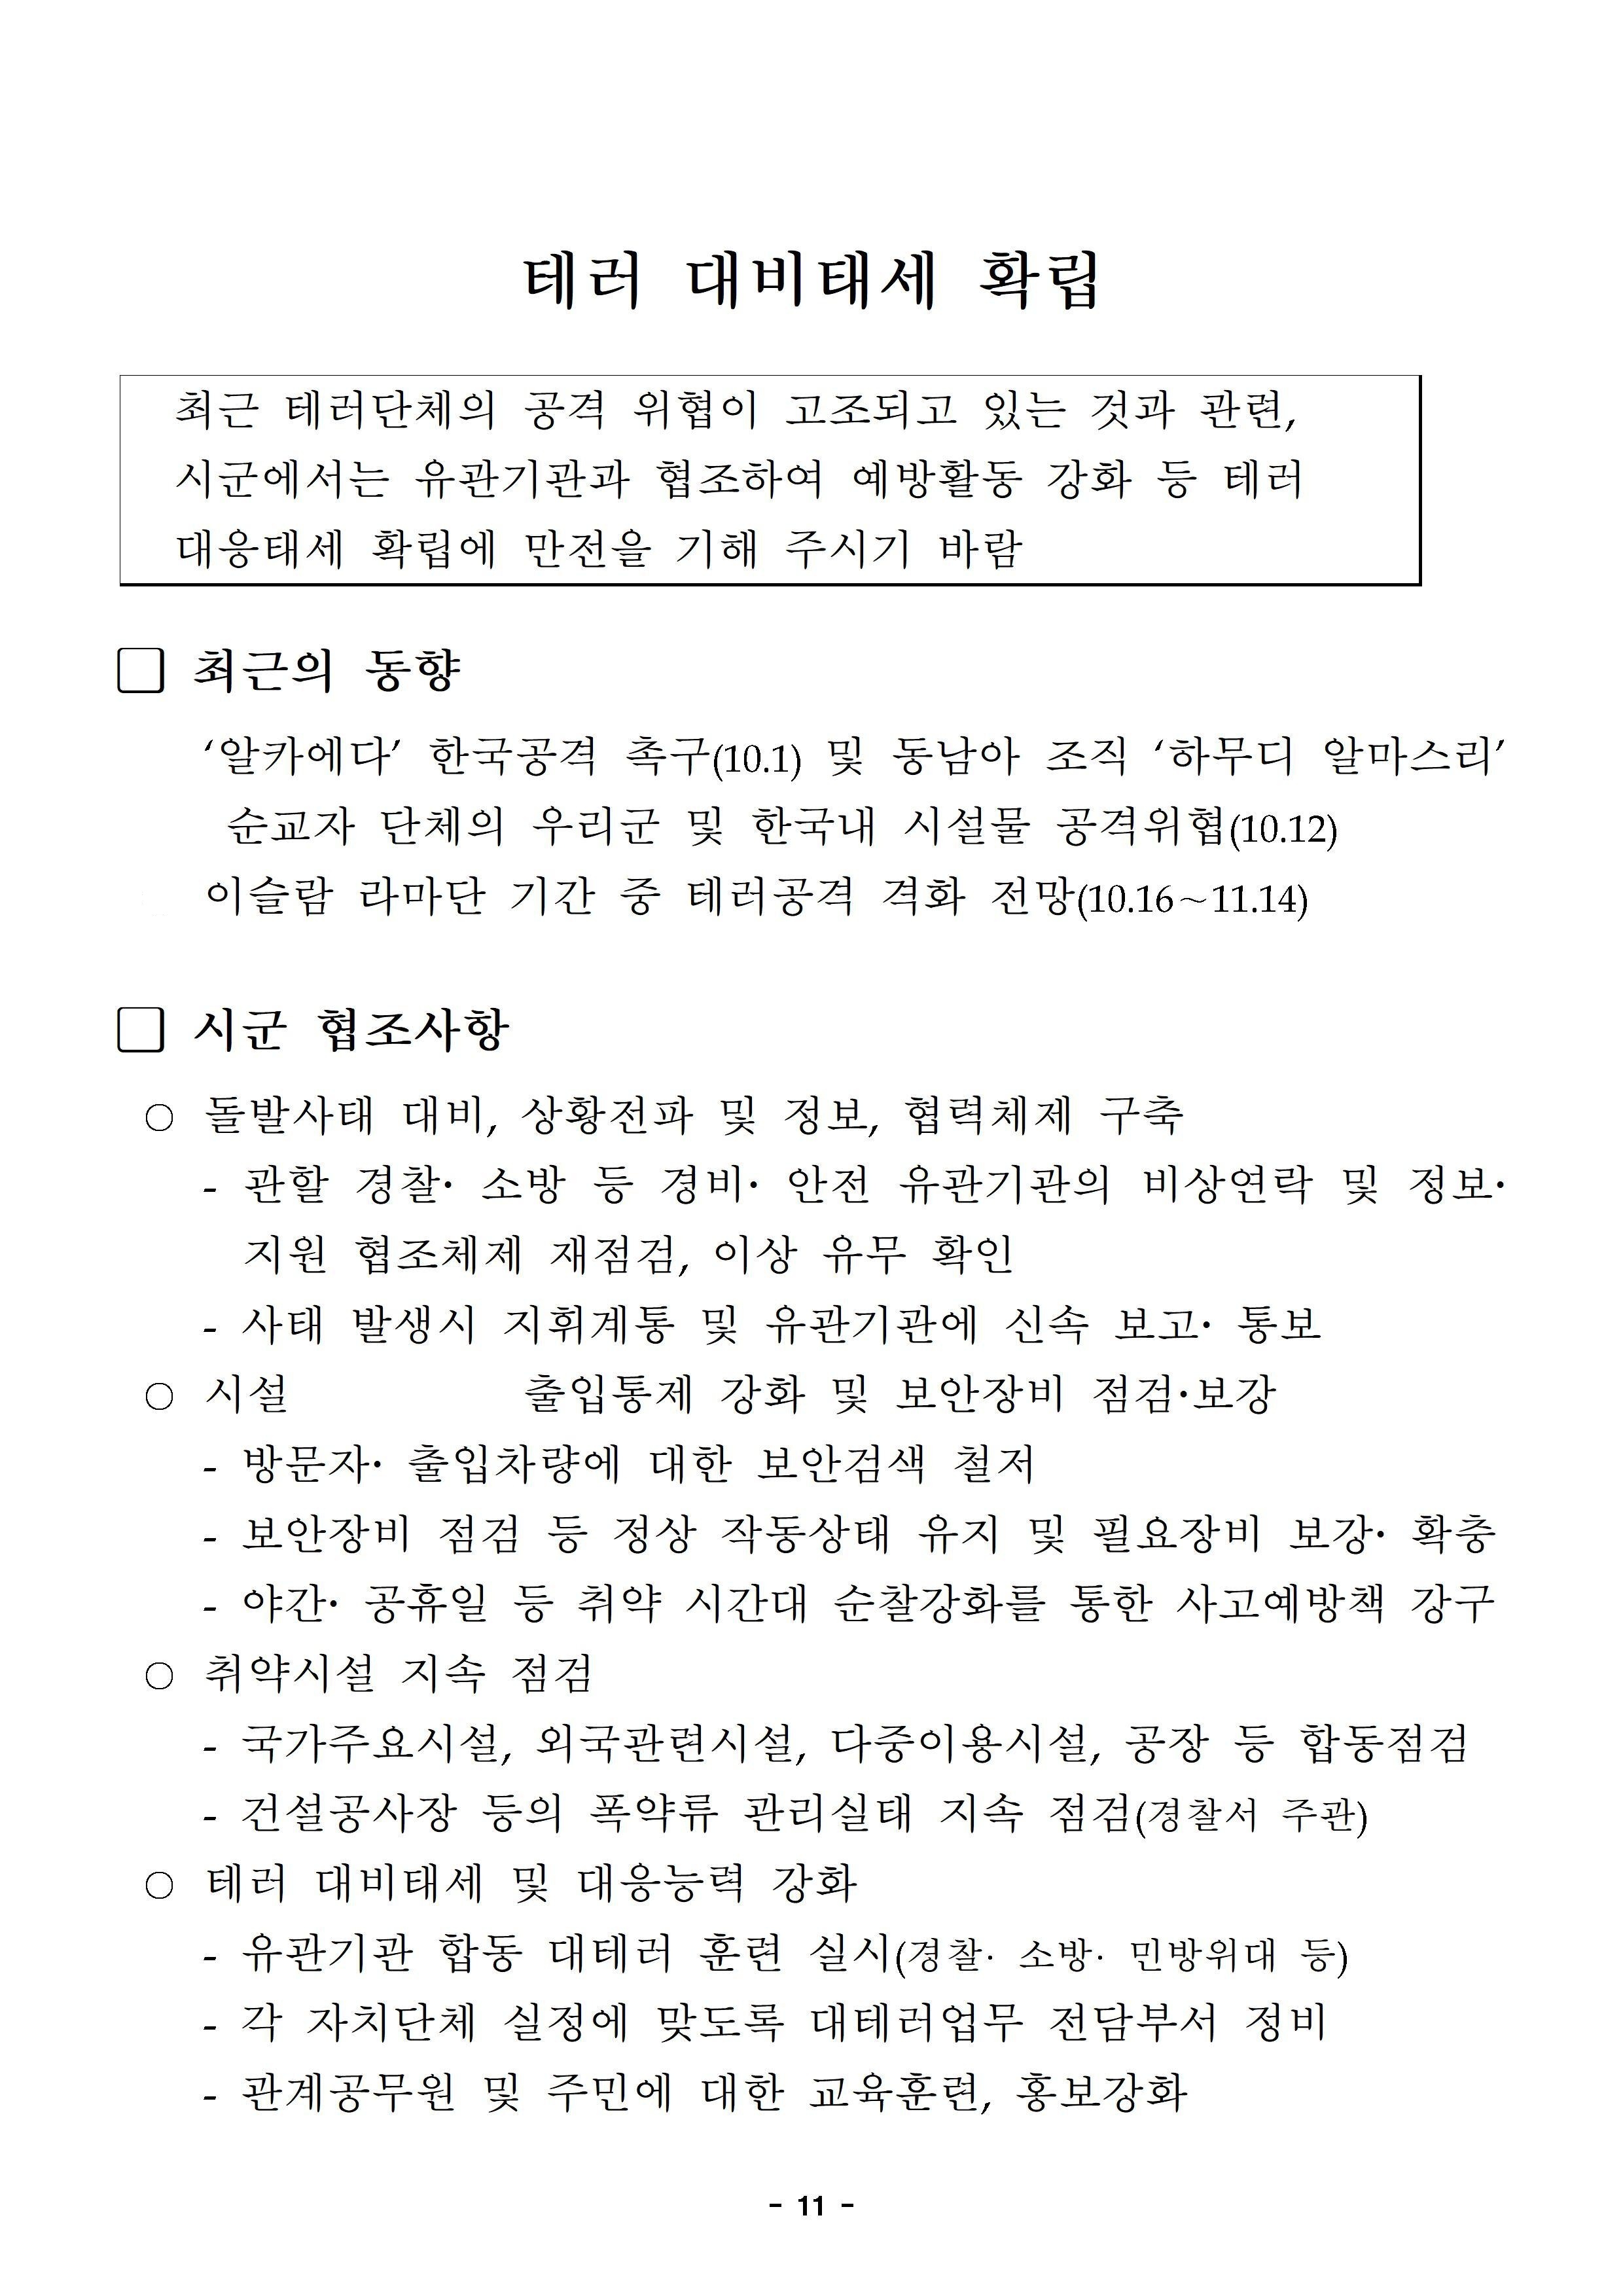 테러 대비태세 확립
최근 테러단체의 공격 위협이 고조되고 있는 것과 관련,
시군에서는 유관기관과 협조하여 예방활동 강화 등 테러
대응태세 확립에 만전을 기해 주시기 바람
□ 최근의 동향
‘알카에다’ 한국공격 촉구(10.1) 및 동남아 조직 ‘하무디 알마스리’
순교자 단체의 우리군 및 한국내 시설물 공격위협(10.12)
이슬람 라마단 기간 중 테러공격 격화 전망(10.16~11.14)
□ 시군 협조사항
○ 돌발사태 대비, 상황전파 및 정보, 협력체제 구축
- 관할 경찰· 소방 등 경비· 안전 유관기관의 비상연락 및 정보·
지원 협조체제 재점검, 이상 유무 확인
- 사태 발생시 지휘계통 및 유관기관에 신속 보고· 통보
○ 시설 출입통제 강화 및 보안장비 점검·보강
- 방문자· 출입차량에 대한 보안검색 철저
- 보안장비 점검 등 정상 작동상태 유지 및 필요장비 보강· 확충
- 야간· 공휴일 등 취약 시간대 순찰강화를 통한 사고예방책 강구
○ 취약시설 지속 점검
- 국가주요시설, 외국관련시설, 다중이용시설, 공장 등 합동점검
- 건설공사장 등의 폭약류 관리실태 지속 점검(경찰서 주관)
○ 테러 대비태세 및 대응능력 강화
- 유관기관 합동 대테러 훈련 실시(경찰· 소방· 민방위대 등)
- 각 자치단체 실정에 맞도록 대테러업무 전담부서 정비
- 관계공무원 및 주민에 대한 교육훈련, 홍보강화
- 11 -